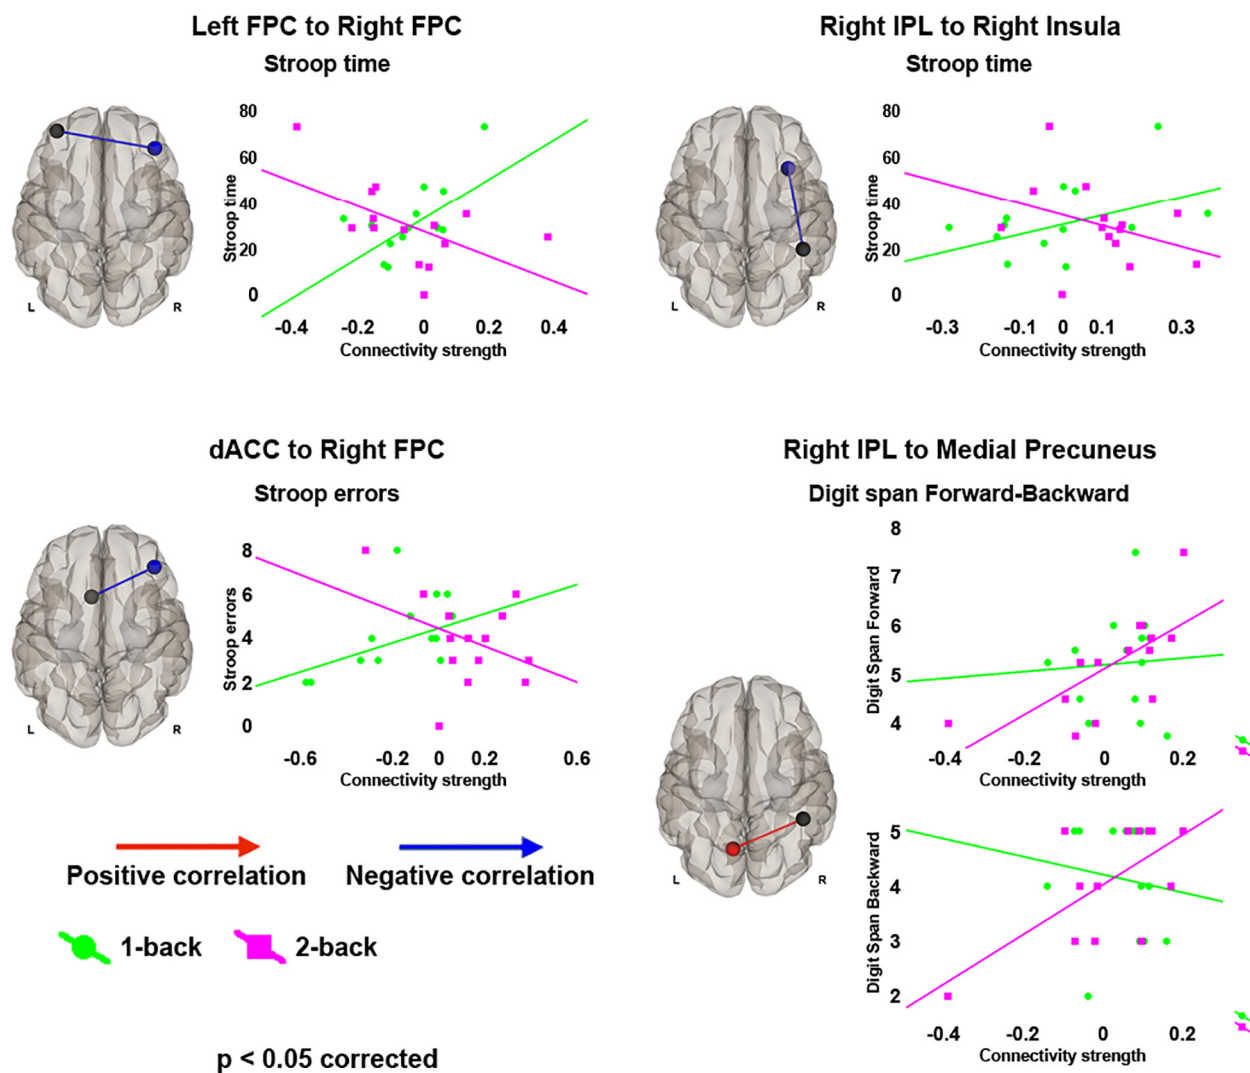 Left FPC to Right FPC
Stroop time
Stroop time
80
60
40
20
0
-0.4 -0.2 0 0.2 0.4
Connectivity strength
L R
Right IPL to Right Insula
Stroop time
Stroop time
80
60
40
20
0
-0.3 -0.1 0 0.1 0.3
Connectivity strength
L R
dACC to Right FPC
Stroop errors
Stroop errors
8
6
4
2
0
-0.6 -0.2 0 0.2 0.6
Connectivity strength
L R
Right IPL to Medial Precuneus
Digit span Forward-Backward
Digit Span Forward
8
7
6
5
4
-0.4 -0.2 0 0.2
Connectivity strength
L R
Digit Span Backward
5
4
3
2
-0.4 -0.2 0 0.2
Connectivity strength
Positive correlation Negative correlation
1-back 2-back
p < 0.05 corrected